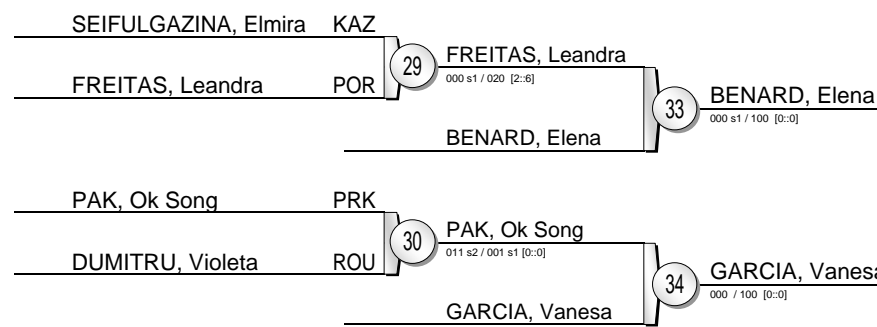 SEIFULGAZINA, Elmira KAZ
29
FREITAS, Leandra
000 s1 / 020 [2::6]
FREITAS, Leandra POR
33
BENARD, Elena
000 s1 / 100 [0::0]
BENARD, Elena
PAK, Ok Song PRK
30
PAK, Ok Song
011 s2 / 001 s1 [0::0]
DUMITRU, Violeta ROU
34
GARCIA, Vanesa
000 / 100 [0::0]
GARCIA, Vanesa